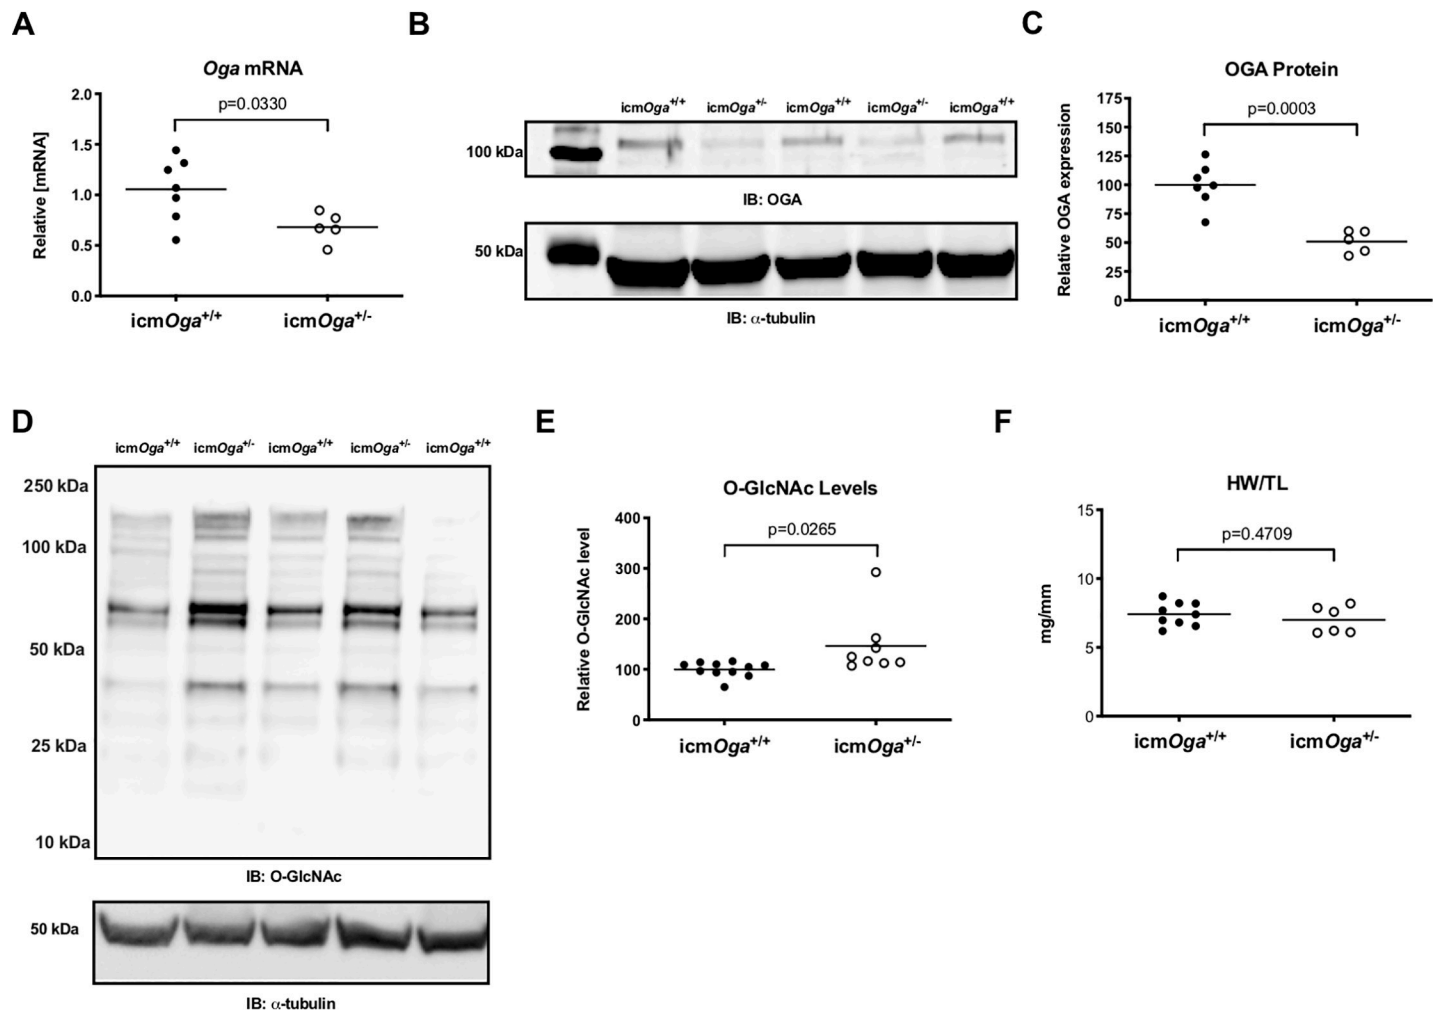 A
Oga mRNA
p=0.0330
Relative [mRNA]
2.0
1.5
1.0
0.5
0.0
icmOga+/+ icmOga+/-
B
icmOga+/+ icmOga+/- icmOga+/+ icmOga+/- icmOga+/+
100 kDa
IB: OGA
50 kDa
IB: α-tubulin
C
OGA Protein
p=0.0003
Relative OGA expression
175
150
125
100
75
50
25
0
icmOga+/+ icmOga+/-
D
icmOga+/+ icmOga+/- icmOga+/+ icmOga+/- icmOga+/+
250 kDa
100 kDa
50 kDa
25 kDa
10 kDa
IB: O-GlcNAc
50 kDa
IB: α-tubulin
E
O-GlcNAc Levels
p=0.0265
Relative O-GlcNAc level
400
300
200
100
0
icmOga+/+ icmOga+/-
F
HW/TL
p=0.4709
mg/mm
15
10
5
0
icmOga+/+ icmOga+/-